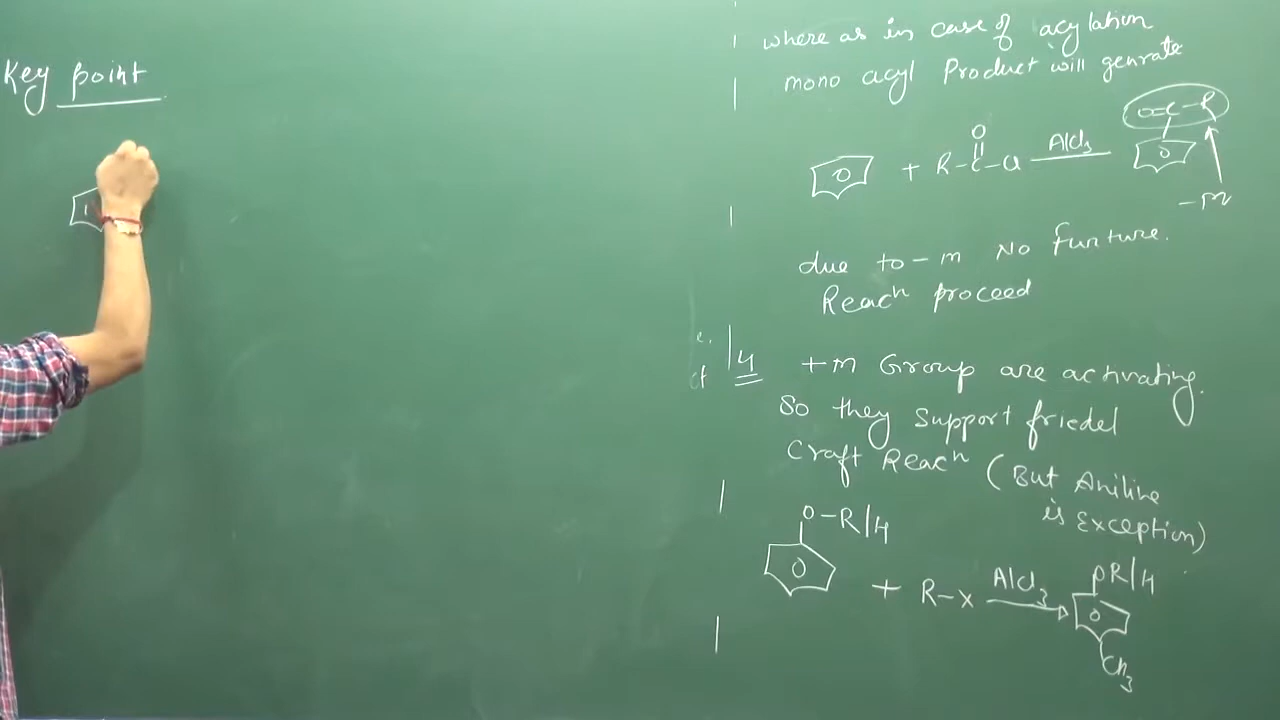 Key point
where as in case of acylation
mono acyl Product will genrate
O=C-R
O
+ R-C-Cl
AlCl3
-m
due to -m No Furture.
Reacn proceed
4
+m Group are activating.
So they Support friedel
Craft Reacn (But Aniline
is Exception)
O-R/H
+ R-X
AlCl3
OR/H
CH3